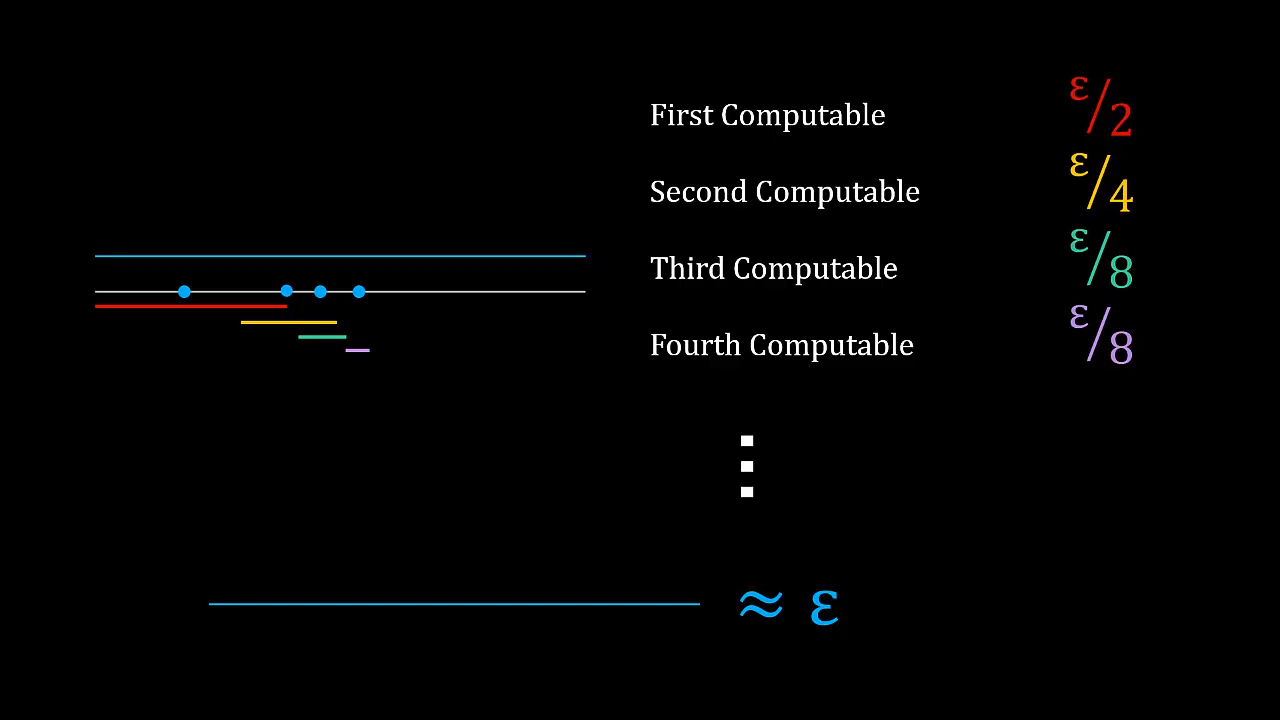 First Computable ε/2
Second Computable ε/4
Third Computable ε/8
Fourth Computable ε/8
≈ ε